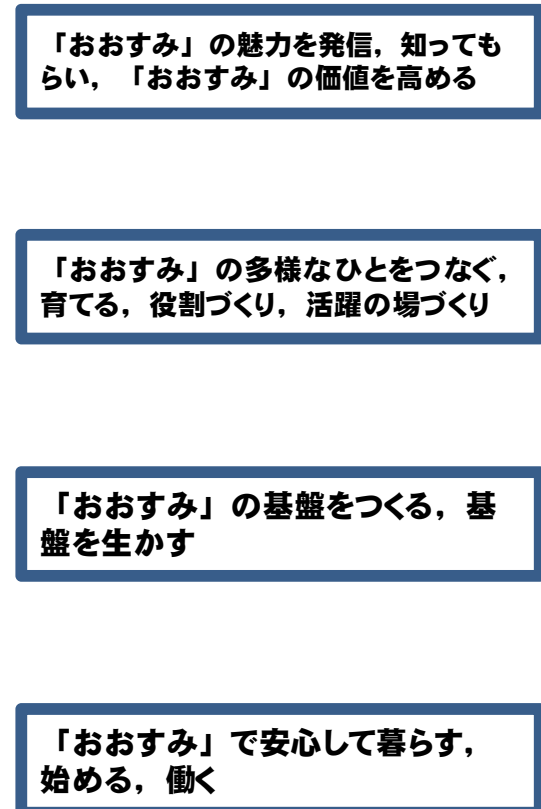 「おおすみ」の魅力を発信，知っても
らい，「おおすみ」の価値を高める
「おおすみ」の多様なひとをつなぐ，
育てる，役割づくり，活躍の場づくり
「おおすみ」の基盤をつくる，基
盤を生かす
「おおすみ」で安心して暮らす，
始める，働く